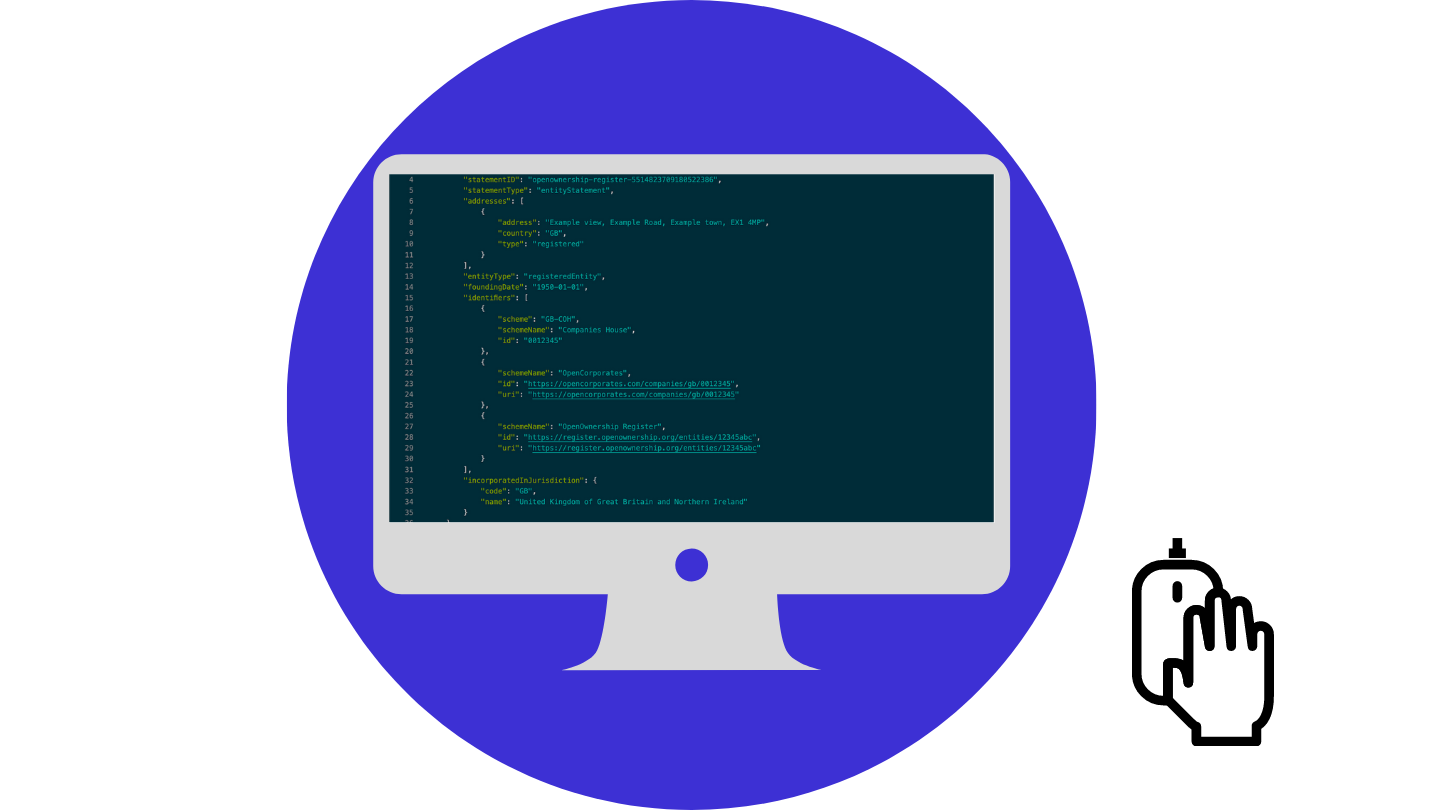 4 "statementID": "openownership-register-5514823709180522386",
5 "statementType": "entityStatement",
6 "addresses": [
7 {
8 "address": "Example view, Example Road, Example town, EX1 4MP",
9 "country": "GB",
10 "type": "registered"
11 }
12 ],
13 "entityType": "registeredEntity",
14 "foundingDate": "1950-01-01",
15 "identifiers": [
16 {
17 "scheme": "GB-COH",
18 "schemeName": "Companies House",
19 "id": "0012345"
20 },
21 {
22 "schemeName": "OpenCorporates",
23 "id": "https://opencorporates.com/companies/gb/0012345",
24 "uri": "https://opencorporates.com/companies/gb/0012345"
25 },
26 {
27 "schemeName": "OpenOwnership Register",
28 "id": "https://register.openownership.org/entities/12345abc",
29 "uri": "https://register.openownership.org/entities/12345abc"
30 }
31 ],
32 "incorporatedInJurisdiction": {
33 "code": "GB",
34 "name": "United Kingdom of Great Britain and Northern Ireland"
35 }